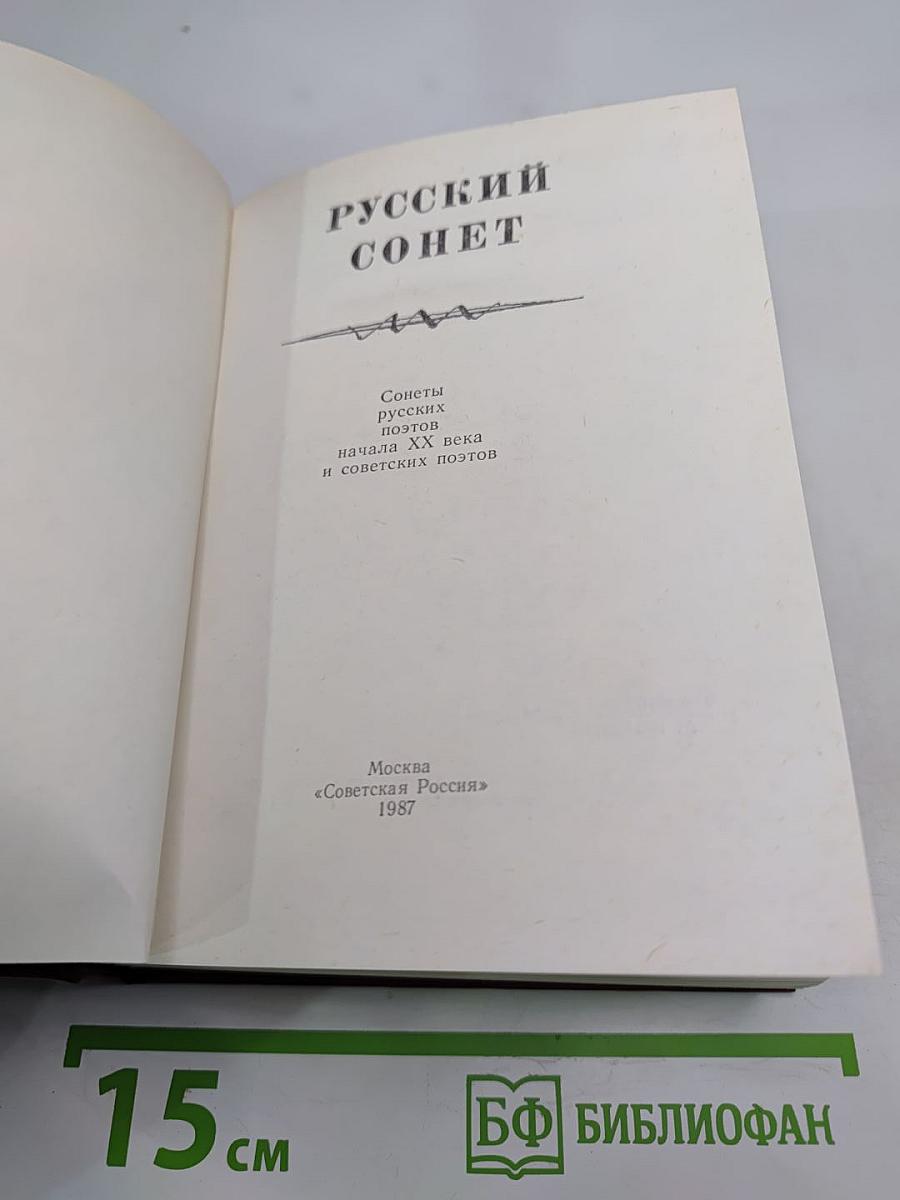 РУССКИЙ
СОНЕТ
Сонеты
русских
поэтов
начала XX века
и советских поэтов
Москва
«Советская Россия»
1987
15 см
БФ БИБЛИОФАН